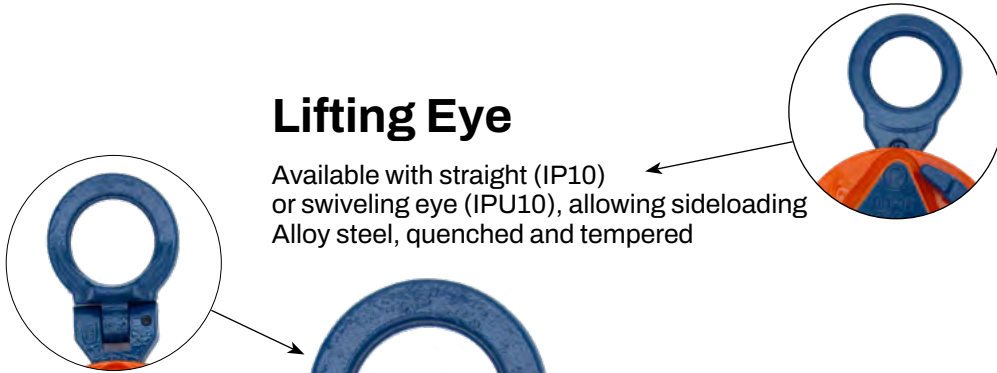 Lifting Eye
Available with straight (IP10)
or swiveling eye (IPU10), allowing sideloading
Alloy steel, quenched and tempered